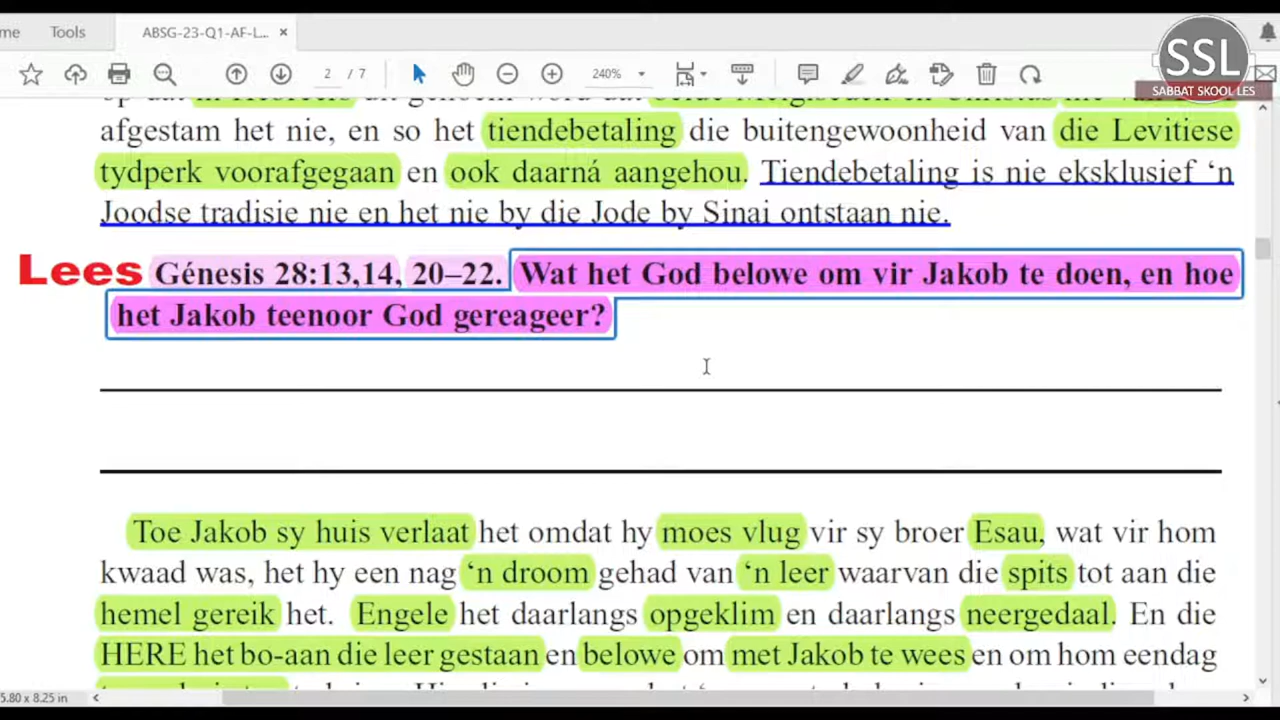 me Tools ABSG-23-Q1-AF-L... ×
2 / 7 240%
SSL
SABBAT SKOOL LES
afgestam het nie, en so het tiendebetaling die buitengewoonheid van die Levitiese
tydperk voorafgegaan en ook daarná aangehou. Tiendebetaling is nie eksklusief ‘n
Joodse tradisie nie en het nie by die Jode by Sinai ontstaan nie.
Lees Génesis 28:13,14, 20–22. Wat het God belowe om vir Jakob te doen, en hoe
het Jakob teenoor God gereageer?
Toe Jakob sy huis verlaat het omdat hy moes vlug vir sy broer Esau, wat vir hom
kwaad was, het hy een nag ‘n droom gehad van ‘n leer waarvan die spits tot aan die
hemel gereik het. Engele het daarlangs opgeklim en daarlangs neergedaal. En die
HERE het bo-aan die leer gestaan en belowe om met Jakob te wees en om hom eendag
5.80 x 8.25 in